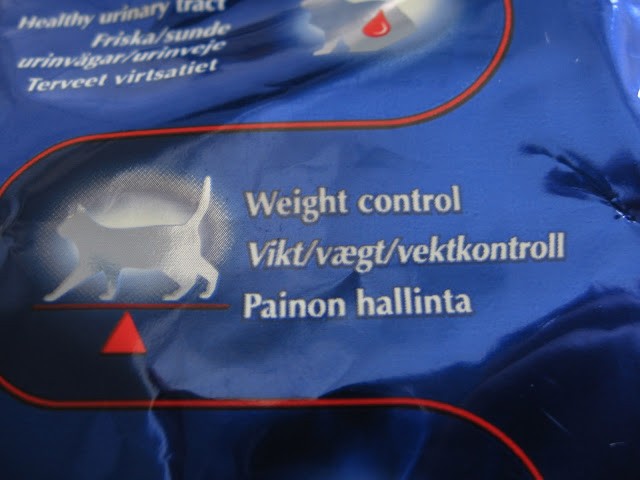 Healthy urinary tract
Friska/sunde
urinvägar/urinveje
Terveet virtsatiet
Weight control
Vikt/vægt/vektkontroll
Painon hallinta